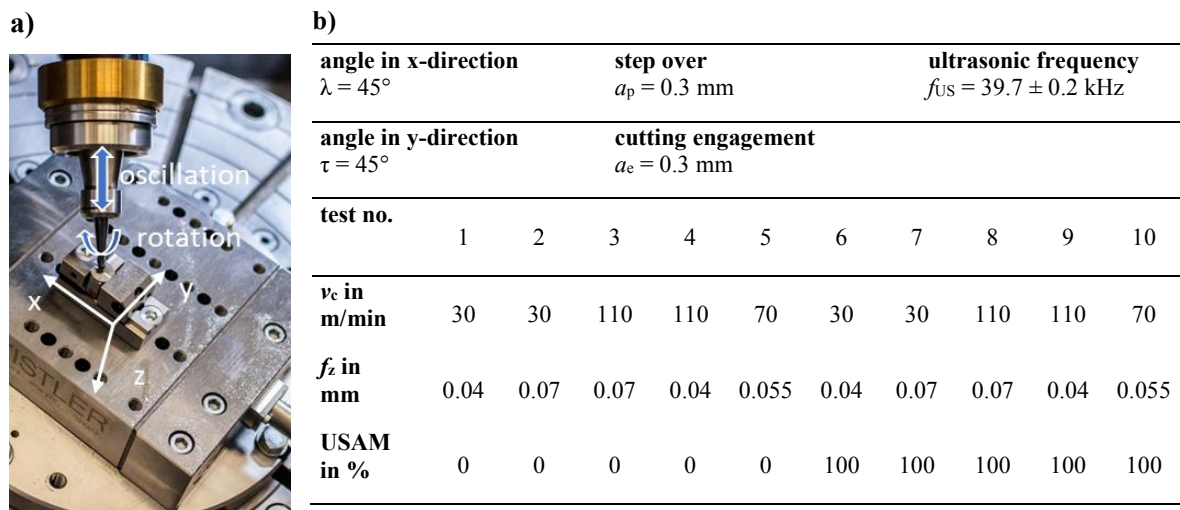 a)
oscillation
rotation
x
y
z
ISTLER
b)
angle in x-direction step over ultrasonic frequency
λ = 45° ap = 0.3 mm fUS = 39.7 ± 0.2 kHz
angle in y-direction cutting engagement
τ = 45° ae = 0.3 mm
test no.
1 2 3 4 5 6 7 8 9 10
vc in
m/min 30 30 110 110 70 30 30 110 110 70
fz in
mm 0.04 0.07 0.07 0.04 0.055 0.04 0.07 0.07 0.04 0.055
USAM
in % 0 0 0 0 0 100 100 100 100 100